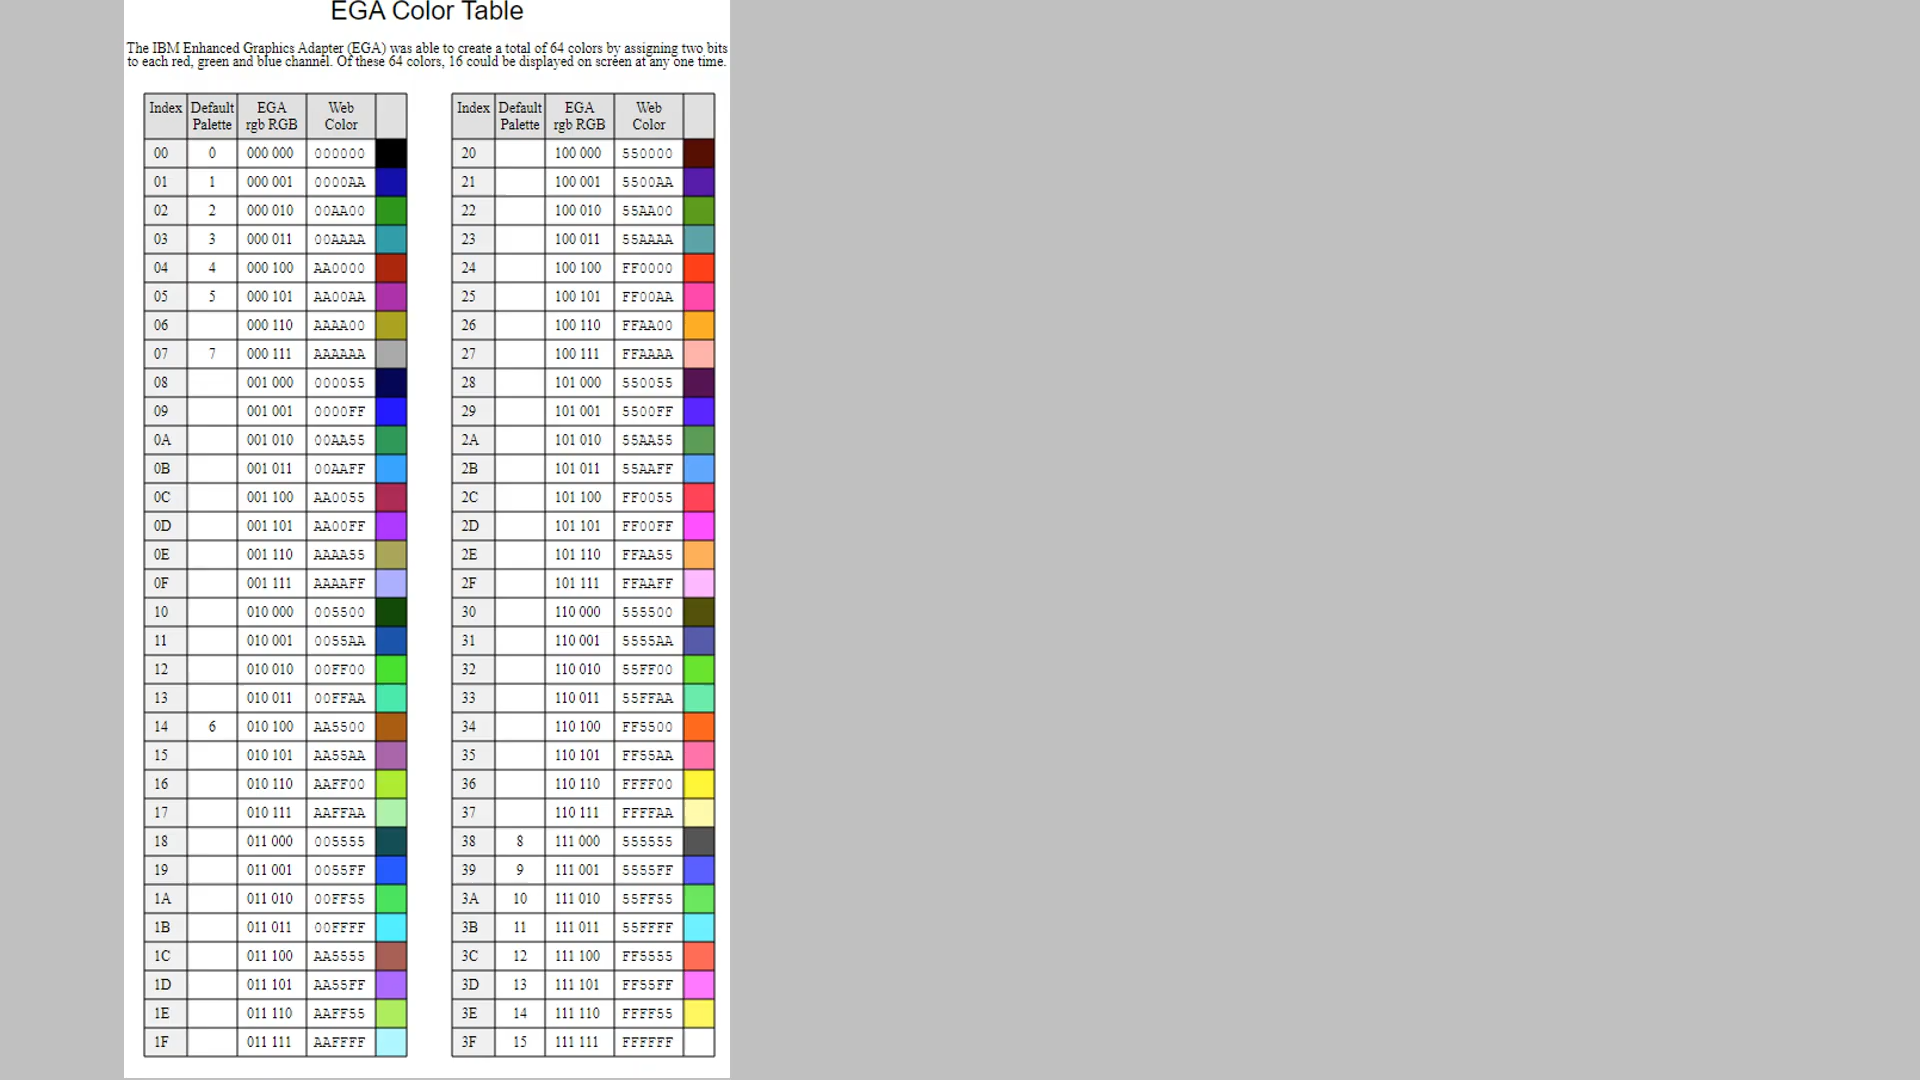 EGA Color Table
The IBM Enhanced Graphics Adapter (EGA) was able to create a total of 64 colors by assigning two bits
to each red, green and blue channel. Of these 64 colors, 16 could be displayed on screen at any one time.
Index Default Palette EGA rgb RGB Web Color
00 0 000 000 000000
01 1 000 001 0000AA
02 2 000 010 00AA00
03 3 000 011 00AAAA
04 4 000 100 AA0000
05 5 000 101 AA00AA
06 000 110 AAAA00
07 7 000 111 AAAAAA
08 001 000 000055
09 001 001 0000FF
0A 001 010 00AA55
0B 001 011 00AAFF
0C 001 100 AA0055
0D 001 101 AA00FF
0E 001 110 AAAA55
0F 001 111 AAAAFF
10 010 000 005500
11 010 001 0055AA
12 010 010 00FF00
13 010 011 00FFAA
14 6 010 100 AA5500
15 010 101 AA55AA
16 010 110 AAFF00
17 010 111 AAFFAA
18 011 000 005555
19 011 001 0055FF
1A 011 010 00FF55
1B 011 011 00FFFF
1C 011 100 AA5555
1D 011 101 AA55FF
1E 011 110 AAFF55
1F 011 111 AAFFFF
Index Default Palette EGA rgb RGB Web Color
20 100 000 550000
21 100 001 5500AA
22 100 010 55AA00
23 100 011 55AAAA
24 100 100 FF0000
25 100 101 FF00AA
26 100 110 FFAA00
27 100 111 FFAAAA
28 101 000 550055
29 101 001 5500FF
2A 101 010 55AA55
2B 101 011 55AAFF
2C 101 100 FF0055
2D 101 101 FF00FF
2E 101 110 FFAA55
2F 101 111 FFAAFF
30 110 000 555500
31 110 001 5555AA
32 110 010 55FF00
33 110 011 55FFAA
34 110 100 FF5500
35 110 101 FF55AA
36 110 110 FFFF00
37 110 111 FFFFAA
38 8 111 000 555555
39 9 111 001 5555FF
3A 10 111 010 55FF55
3B 11 111 011 55FFFF
3C 12 111 100 FF5555
3D 13 111 101 FF55FF
3E 14 111 110 FFFF55
3F 15 111 111 FFFFFF